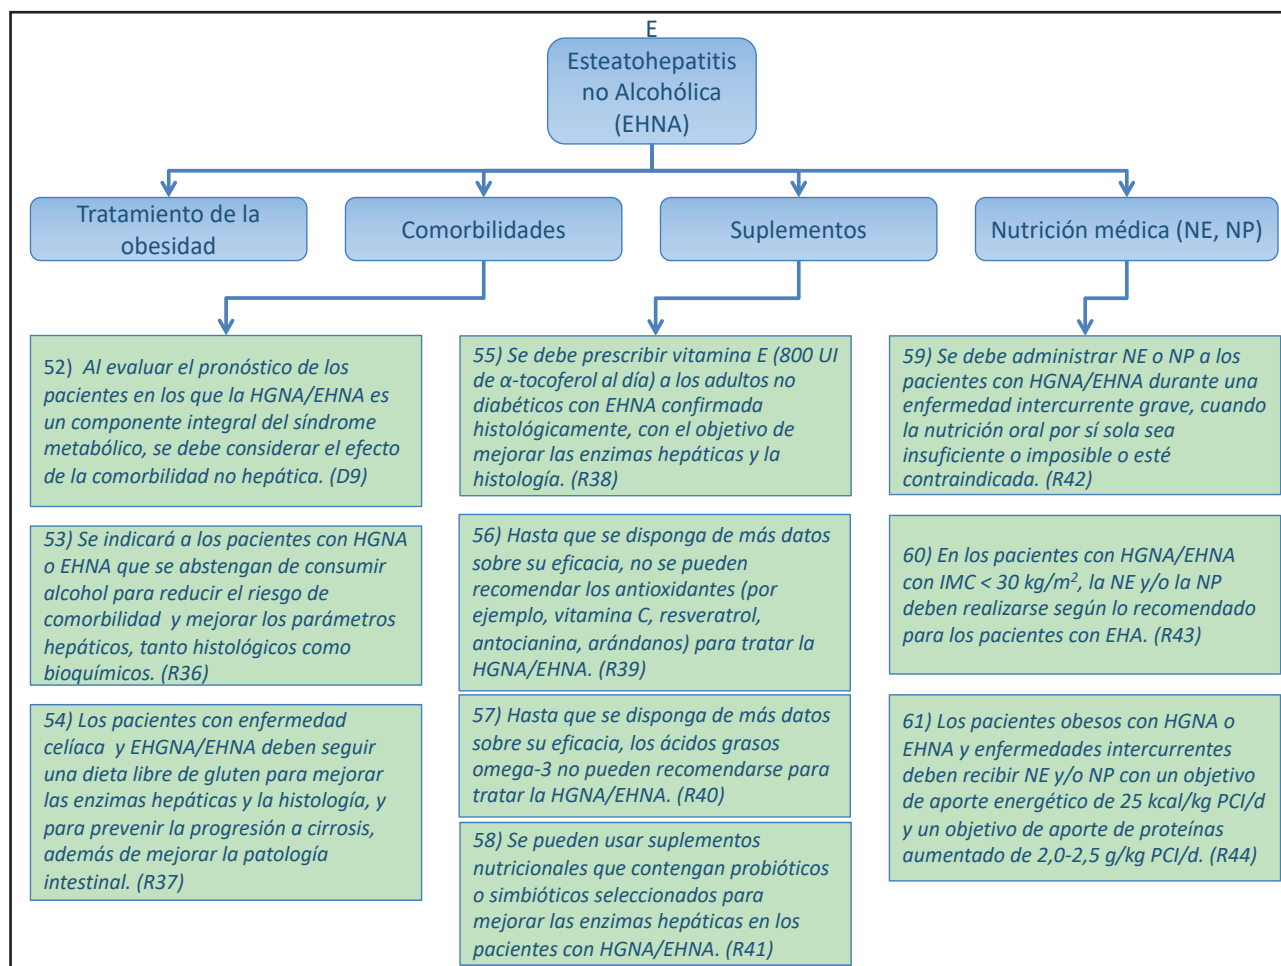 E
Esteatohepatitis
no Alcohólica
(EHNA)
Tratamiento de la
obesidad
Comorbilidades
Suplementos
Nutrición médica (NE, NP)
52) Al evaluar el pronóstico de los
pacientes en los que la HGNA/EHNA es
un componente integral del síndrome
metabólico, se debe considerar el efecto
de la comorbilidad no hepática. (D9)
53) Se indicará a los pacientes con HGNA
o EHNA que se abstengan de consumir
alcohol para reducir el riesgo de
comorbilidad y mejorar los parámetros
hepáticos, tanto histológicos como
bioquímicos. (R36)
54) Los pacientes con enfermedad
celíaca y EHGNA/EHNA deben seguir
una dieta libre de gluten para mejorar
las enzimas hepáticas y la histología, y
para prevenir la progresión a cirrosis,
además de mejorar la patología
intestinal. (R37)
55) Se debe prescribir vitamina E (800 UI
de α-tocoferol al día) a los adultos no
diabéticos con EHNA confirmada
histológicamente, con el objetivo de
mejorar las enzimas hepáticas y la
histología. (R38)
56) Hasta que se disponga de más datos
sobre su eficacia, no se pueden
recomendar los antioxidantes (por
ejemplo, vitamina C, resveratrol,
antocianina, arándanos) para tratar la
HGNA/EHNA. (R39)
57) Hasta que se disponga de más datos
sobre su eficacia, los ácidos grasos
omega-3 no pueden recomendarse para
tratar la HGNA/EHNA. (R40)
58) Se pueden usar suplementos
nutricionales que contengan probióticos
o simbióticos seleccionados para
mejorar las enzimas hepáticas en los
pacientes con HGNA/EHNA. (R41)
59) Se debe administrar NE o NP a los
pacientes con HGNA/EHNA durante una
enfermedad intercurrente grave, cuando
la nutrición oral por sí sola sea
insuficiente o imposible o esté
contraindicada. (R42)
60) En los pacientes con HGNA/EHNA
con IMC < 30 kg/m², la NE y/o la NP
deben realizarse según lo recomendado
para los pacientes con EHA. (R43)
61) Los pacientes obesos con HGNA o
EHNA y enfermedades intercurrentes
deben recibir NE y/o NP con un objetivo
de aporte energético de 25 kcal/kg PCI/d
y un objetivo de aporte de proteínas
aumentado de 2,0-2,5 g/kg PCI/d. (R44)